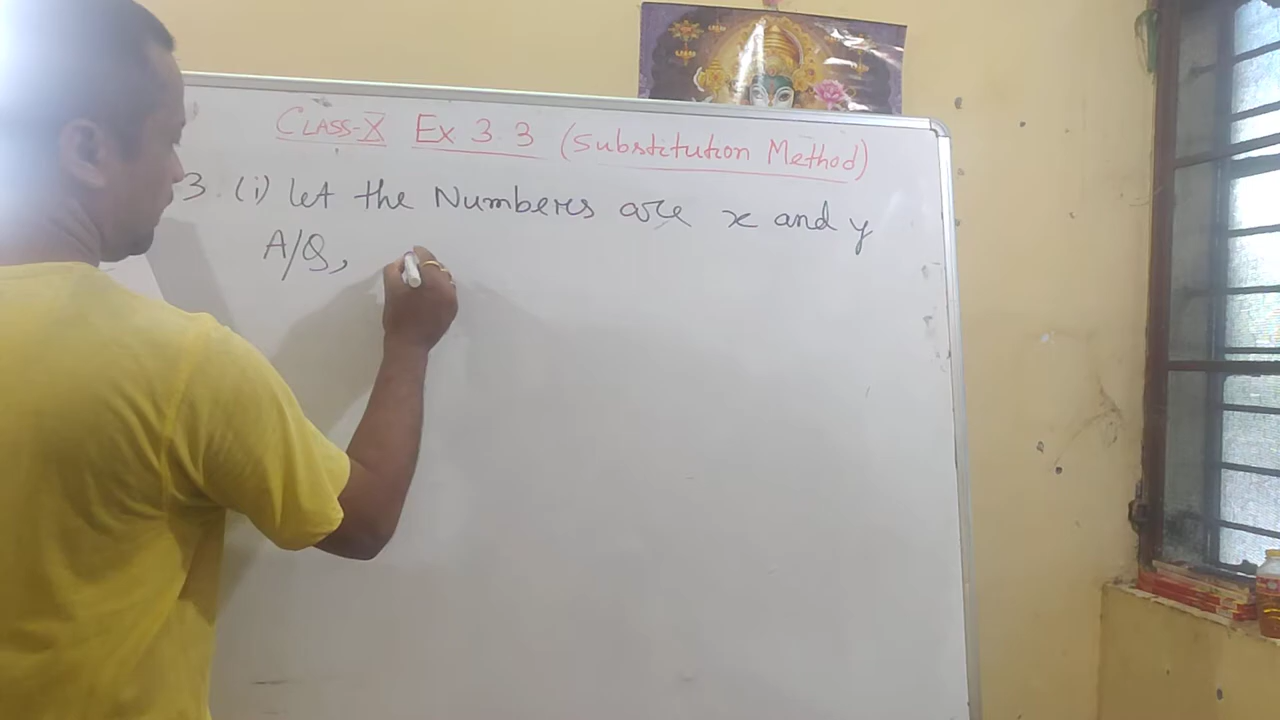 CLASS-X Ex 3.3 (Substitution Method)
3. (i) let the Numbers are x and y
A/Q,